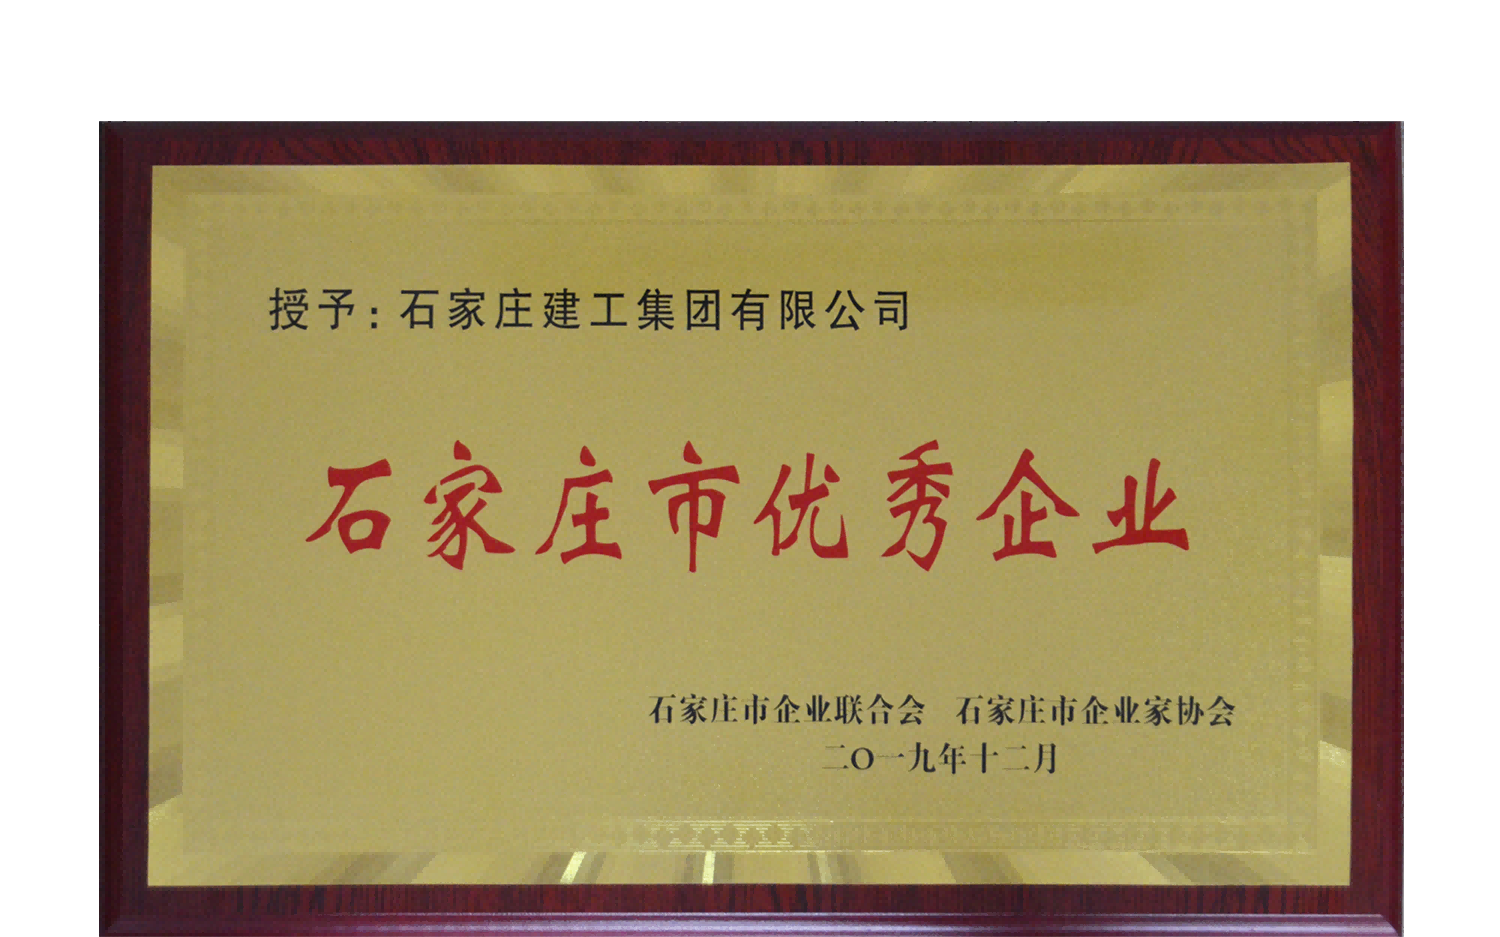 授予：石家庄建工集团有限公司
石家庄市优秀企业
石家庄市企业联合会 石家庄市企业家协会
二〇一九年十二月